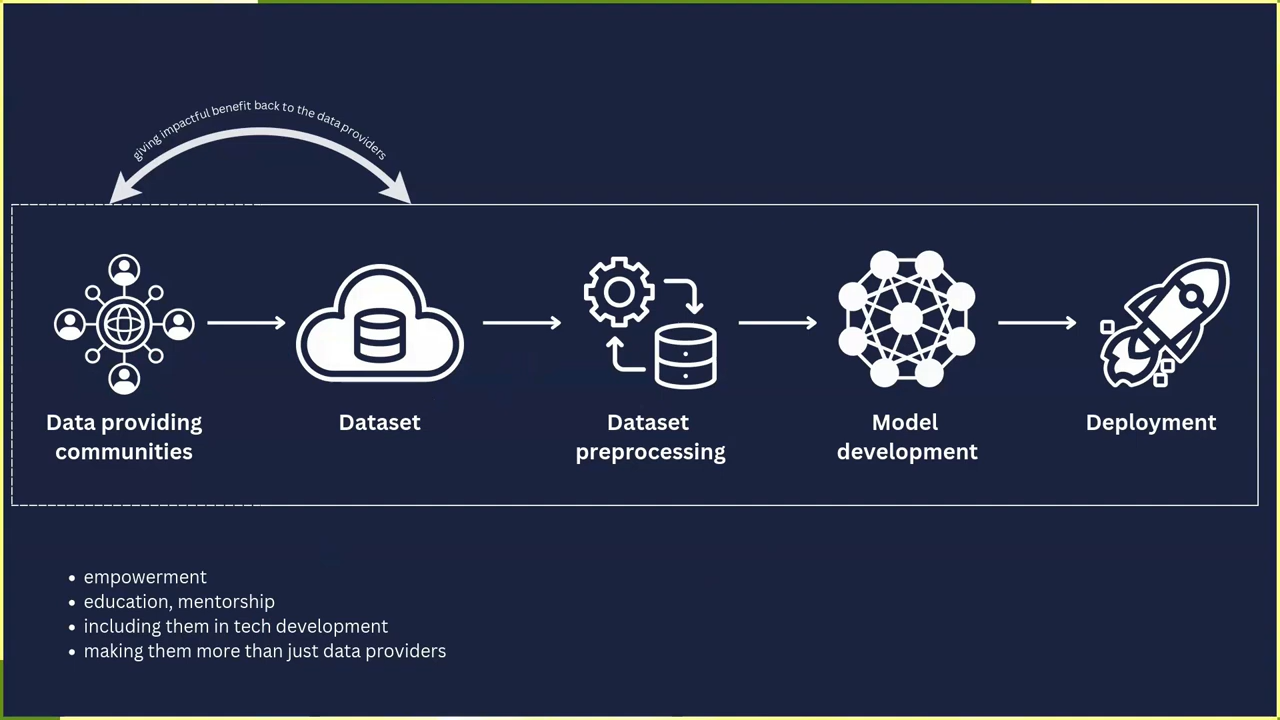 giving impactful benefit back to the data providers
Data providing
communities
Dataset
Dataset
preprocessing
Model
development
Deployment
• empowerment
• education, mentorship
• including them in tech development
• making them more than just data providers